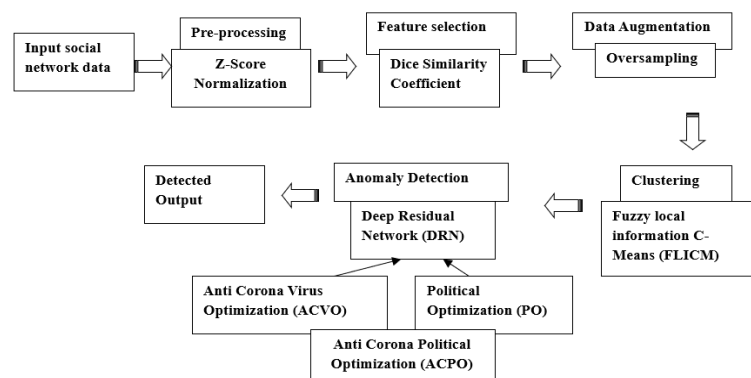 Input social
network data
Pre-processing
Z-Score
Normalization
Feature selection
Dice Similarity
Coefficient
Data Augmentation
Oversampling
Clustering
Fuzzy local
information C-
Means (FLICM)
Anomaly Detection
Deep Residual
Network (DRN)
Detected
Output
Anti Corona Virus
Optimization (ACVO)
Political
Optimization (PO)
Anti Corona Political
Optimization (ACPO)